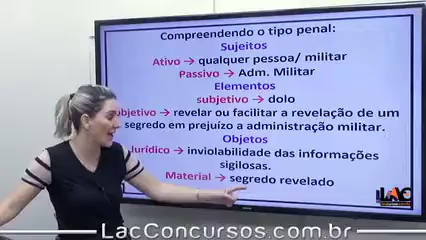 Compreendendo o tipo penal:
Sujeitos
Ativo → qualquer pessoa/ militar
Passivo → Adm. Militar
Elementos
subjetivo → dolo
objetivo → revelar ou facilitar a revelação de um
segredo em prejuízo a administração militar.
Objetos
Jurídico → inviolabilidade das informações
sigilosas.
Material → segredo revelado
LAC
LacConcursos.com.br